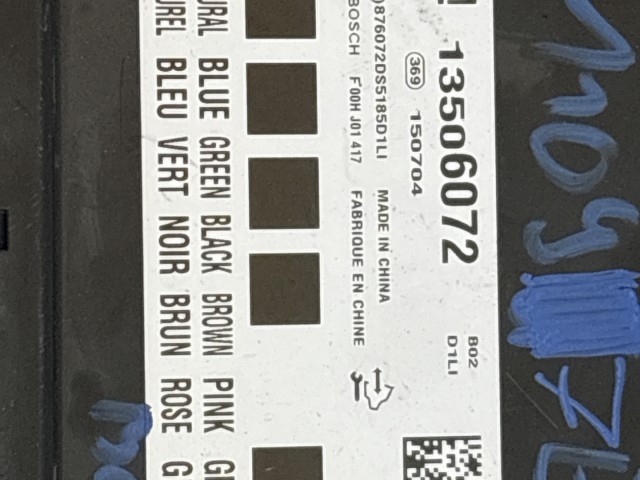 13506072
369 150704
876072DS5185D1LI
BOSCH F00H J01 417
MADE IN CHINA
FABRIQUE EN CHINE
B02
D1LI
BLUE GREEN BLACK BROWN PINK
BLEU VERT NOIR BRUN ROSE